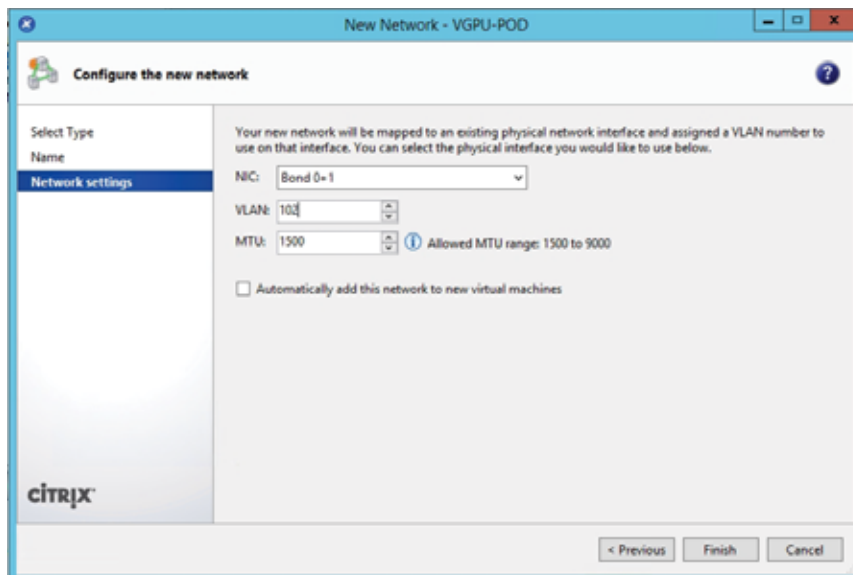 New Network - VGPU-POD
Configure the new network
Select Type
Name
Network settings
Your new network will be mapped to an existing physical network interface and assigned a VLAN number to
use on that interface. You can select the physical interface you would like to use below.
NIC: Bond 0+1
VLAN: 102
MTU: 1500 Allowed MTU range: 1500 to 9000
Automatically add this network to new virtual machines
CITRIX
< Previous Finish Cancel